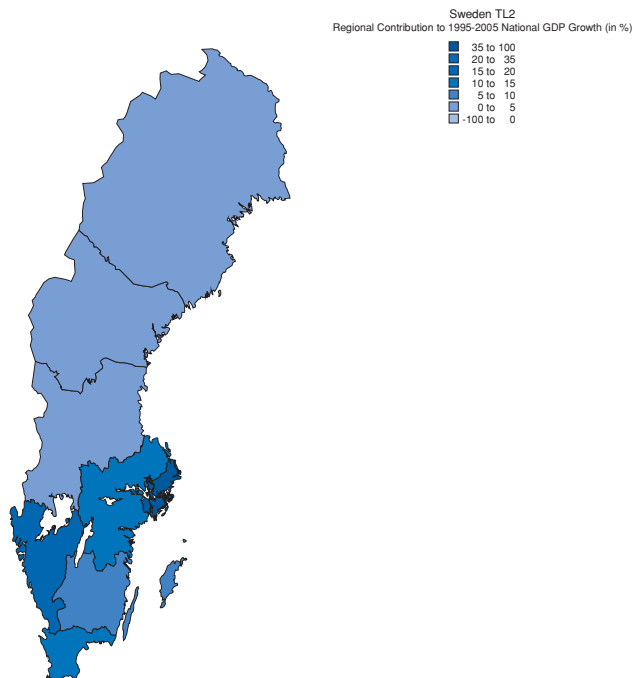 Sweden TL2
Regional Contribution to 1995-2005 National GDP Growth (in %)
35 to 100
20 to 35
15 to 20
10 to 15
5 to 10
0 to 5
-100 to 0